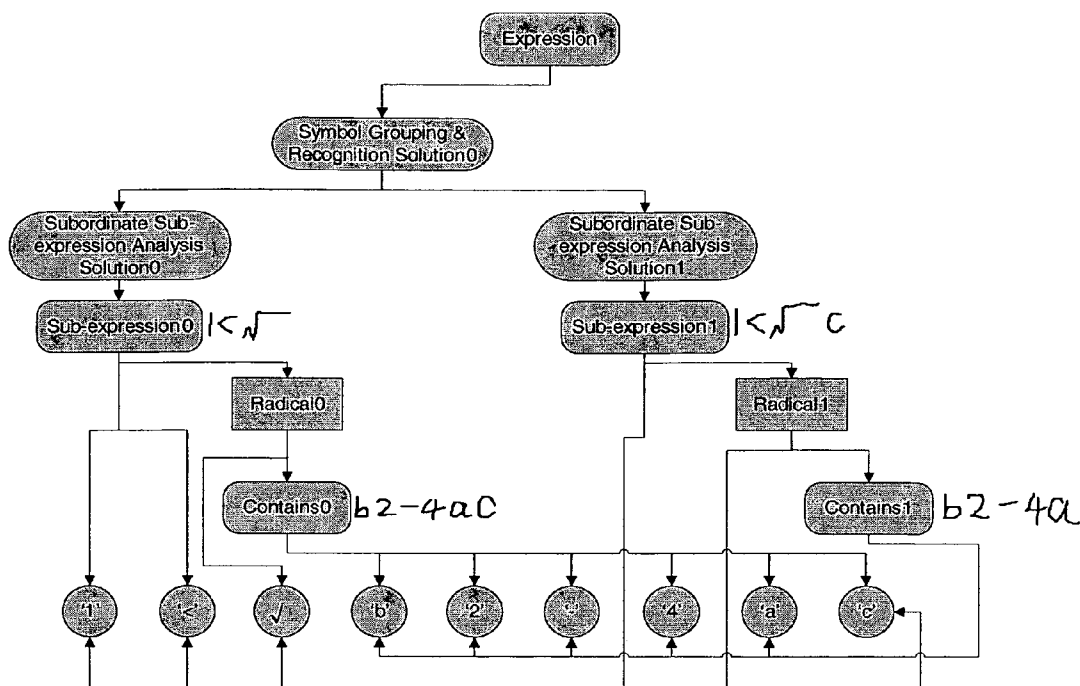 Expression
Symbol Grouping &
Recognition Solution0
Subordinate Sub-
expression Analysis
Solution0
Subordinate Sub-
expression Analysis
Solution1
Sub-expression0
1<√
Sub-expression1
1<√ c
Radical0
Radical1
Contains0
b2-4ac
Contains1
b2-4a
'1'
'<'
√
'b'
'2'
'-'
'4'
'a'
'c'